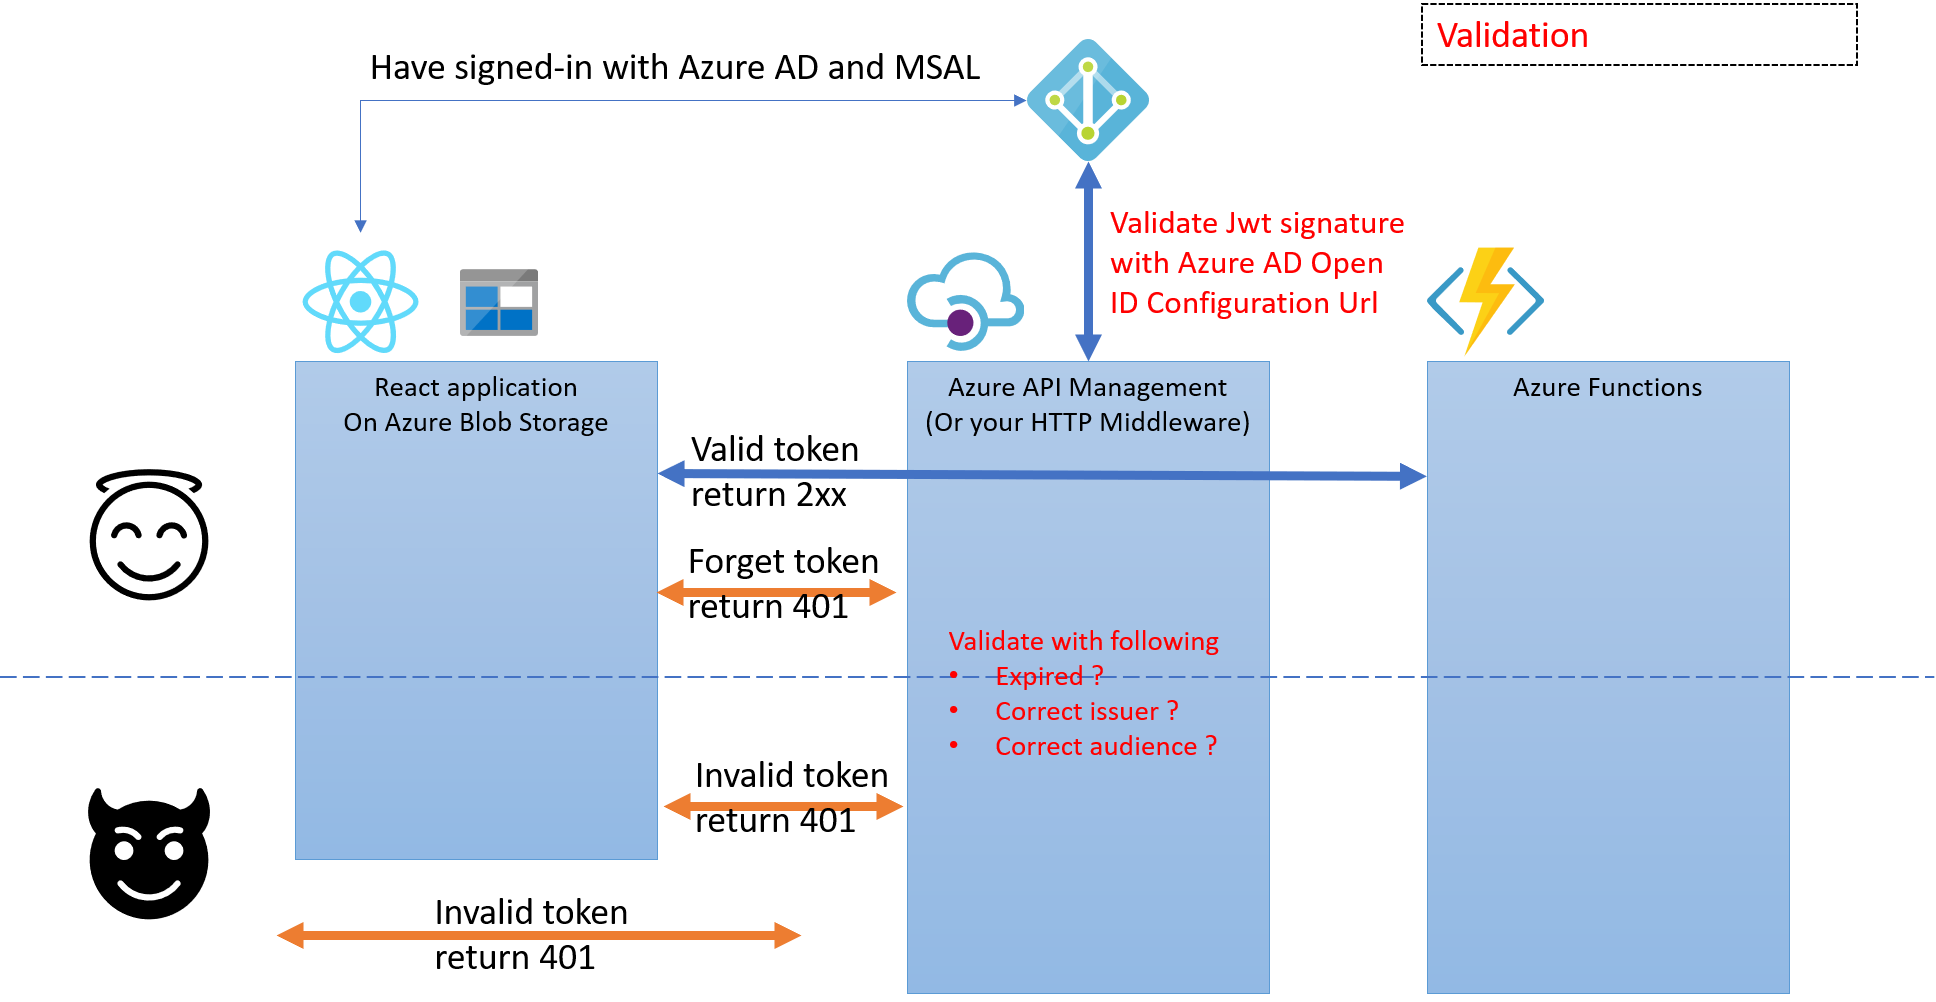 Validation
Have signed-in with Azure AD and MSAL
Validate Jwt signature
with Azure AD Open
ID Configuration Url
React application
On Azure Blob Storage
Azure API Management
(Or your HTTP Middleware)
Azure Functions
Valid token
return 2xx
Forget token
return 401
Validate with following
• Expired ?
• Correct issuer ?
• Correct audience ?
Invalid token
return 401
Invalid token
return 401